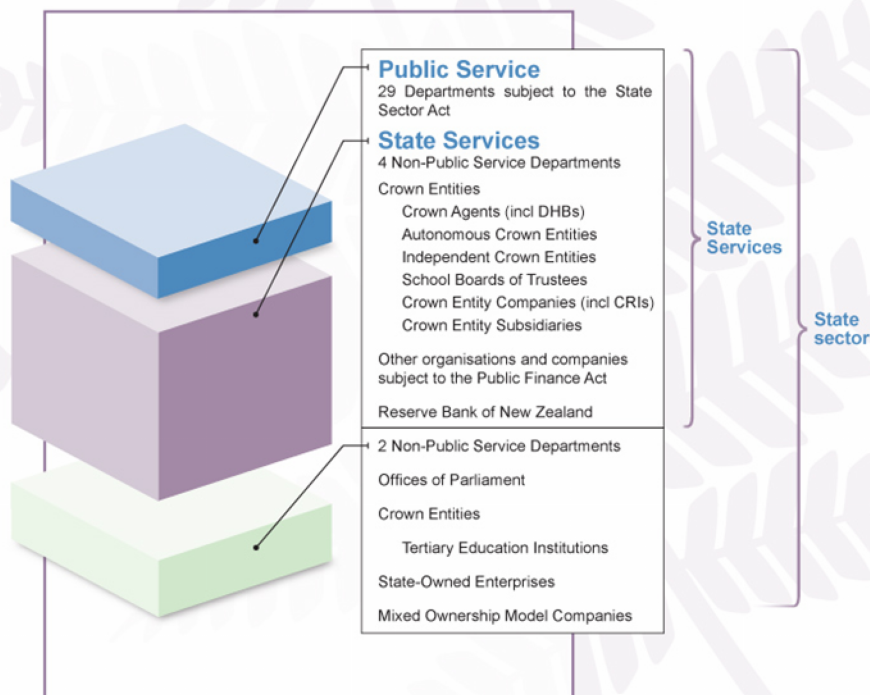 Public Service
29 Departments subject to the State
Sector Act
State Services
4 Non-Public Service Departments
Crown Entities
Crown Agents (incl DHBs)
Autonomous Crown Entities
Independent Crown Entities
School Boards of Trustees
Crown Entity Companies (incl CRIs)
Crown Entity Subsidiaries
Other organisations and companies
subject to the Public Finance Act
Reserve Bank of New Zealand
2 Non-Public Service Departments
Offices of Parliament
Crown Entities
Tertiary Education Institutions
State-Owned Enterprises
Mixed Ownership Model Companies
State
Services
State
sector